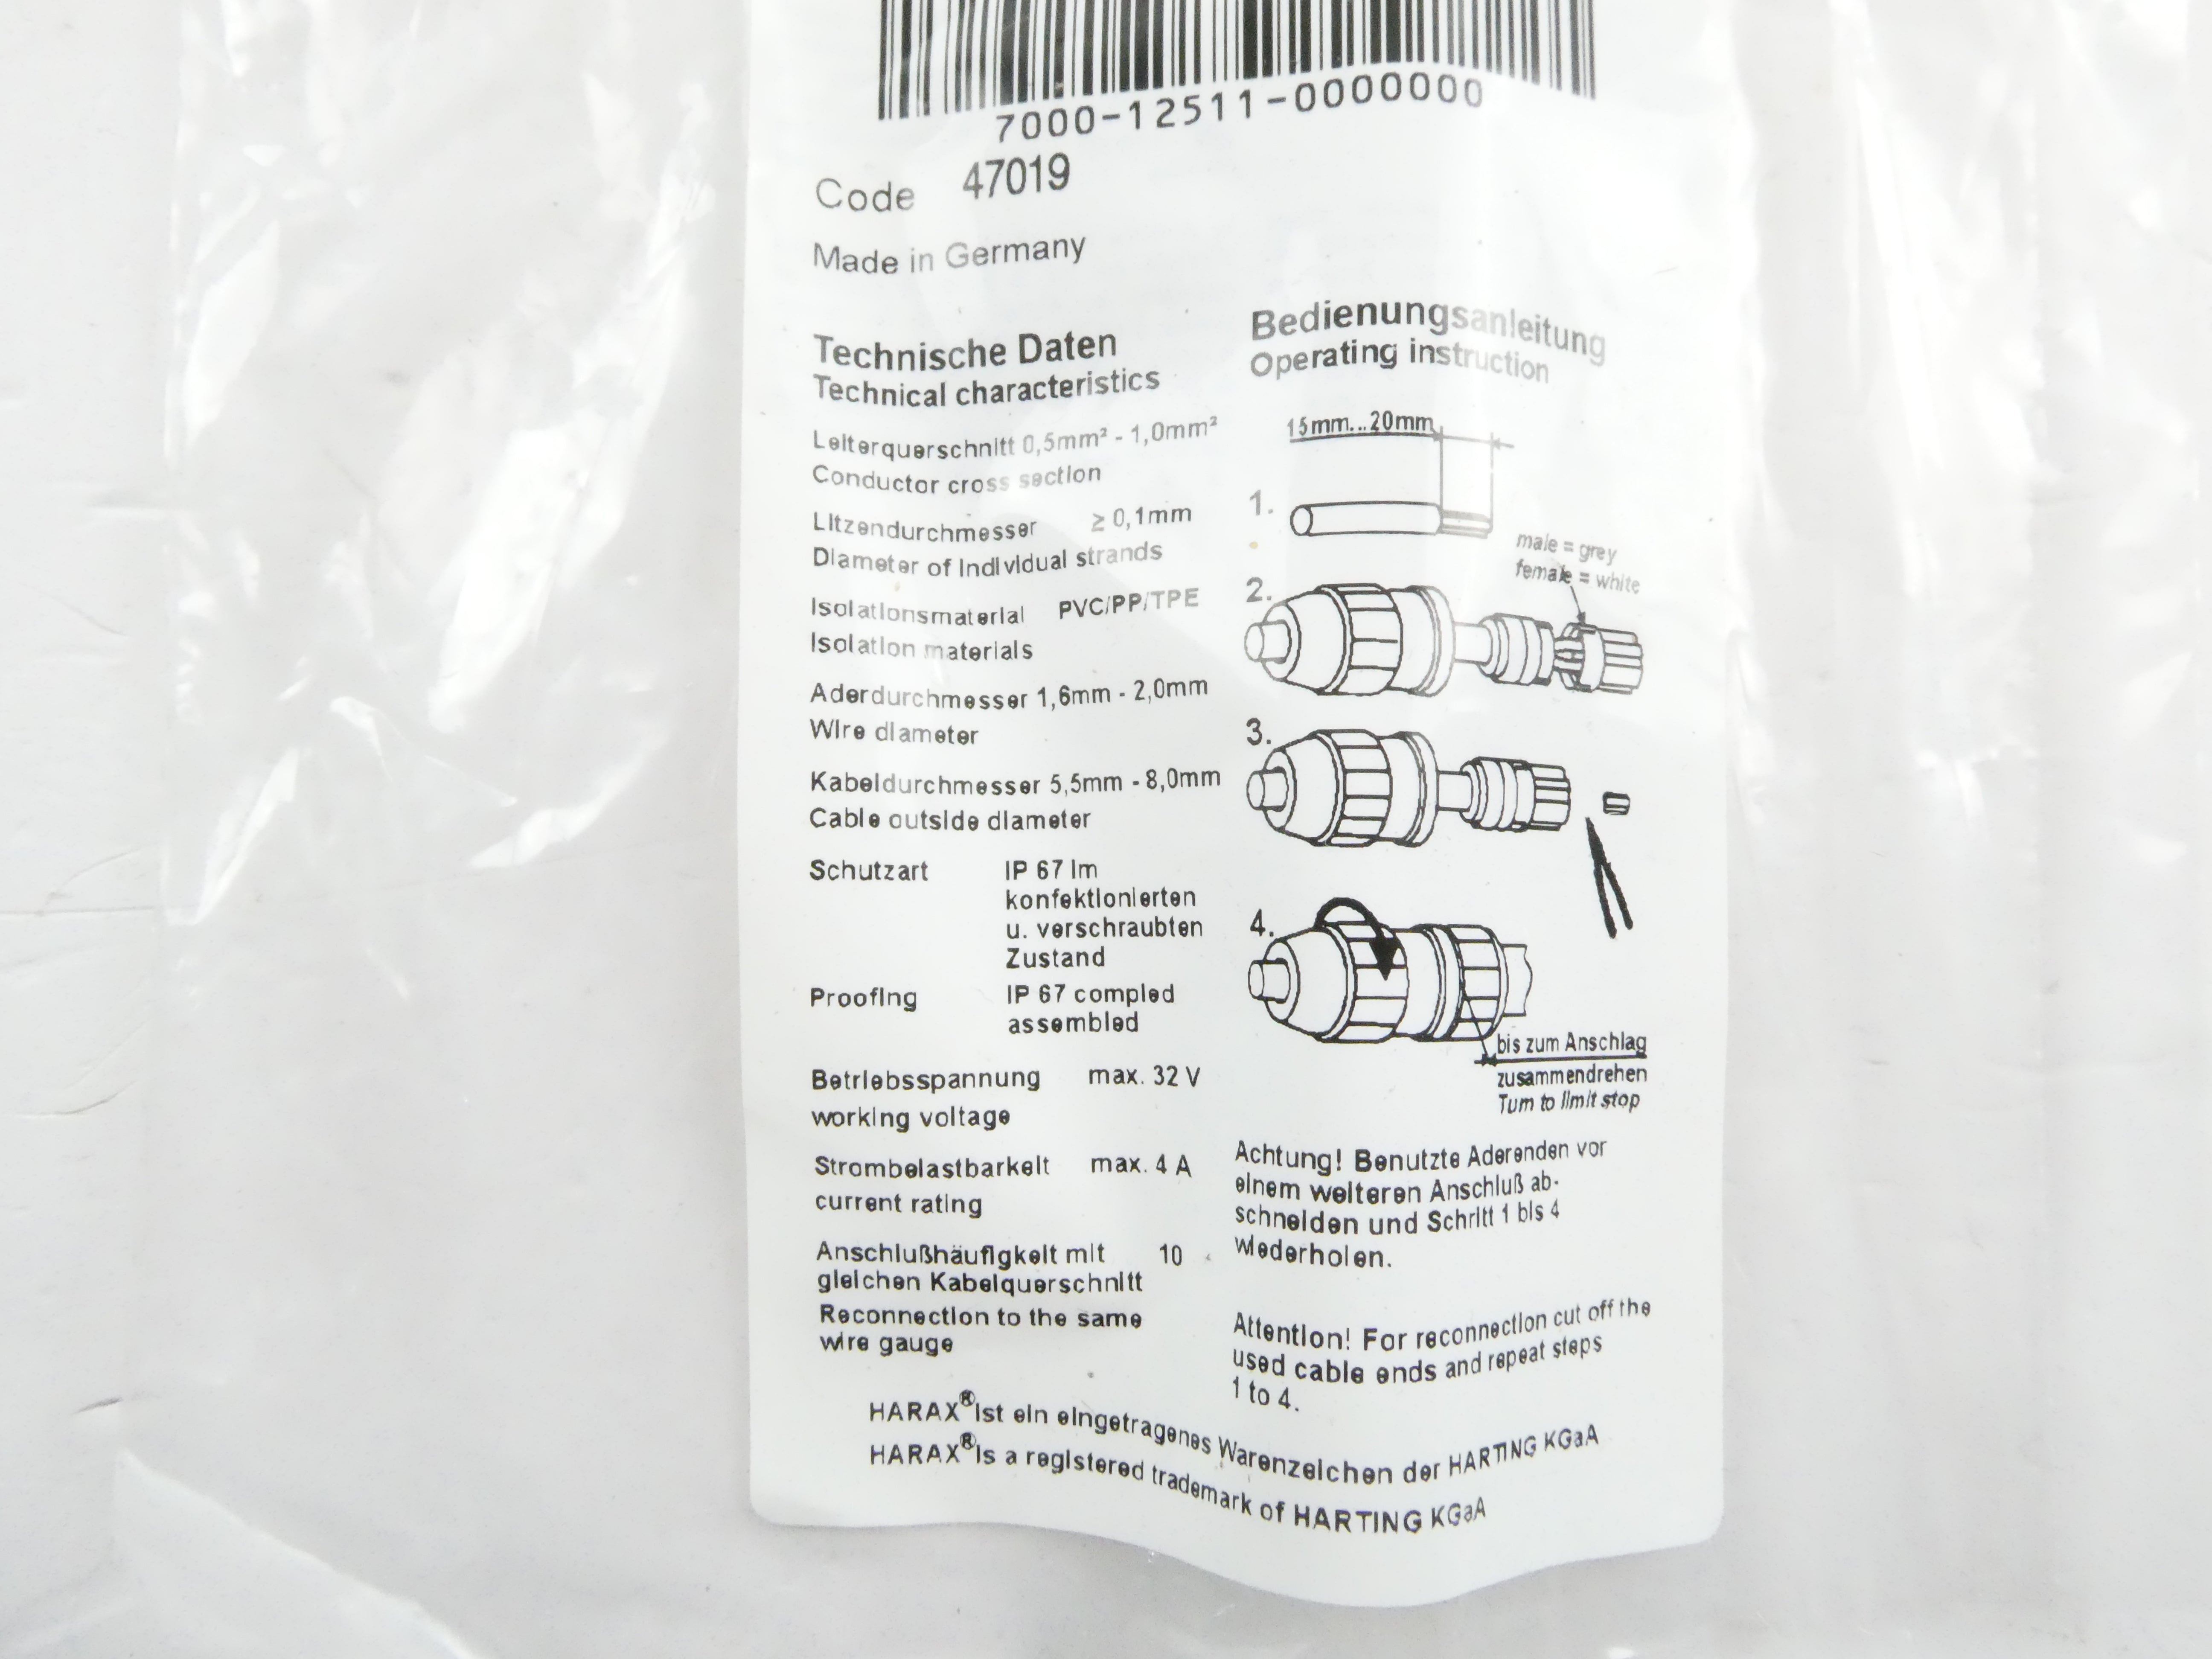 7000-12511-0000000
Code 47019
Made in Germany
Technische Daten
Technical characteristics
Leiterquerschnitt 0,5mm² - 1,0mm²
Conductor cross section
Litzendurchmesser ≥ 0,1mm
Diameter of individual strands
Isolationsmaterial PVC/PP/TPE
Isolation materials
Aderdurchmesser 1,6mm - 2,0mm
Wire diameter
Kabeldurchmesser 5,5mm - 8,0mm
Cable outside diameter
Schutzart IP 67 im
konfektionierten
u. verschraubten
Zustand
Proofing IP 67 compled
assembled
Betriebsspannung max. 32 V
working voltage
Strombelastbarkeit max. 4 A
current rating
Anschlußhäufigkeit mit 10
gleichen Kabelquerschnitt
Reconnection to the same
wire gauge
Bedienungsanleitung
Operating instruction
15mm...20mm
1.
male = grey
female = white
2.
3.
4.
bis zum Anschlag
zusammendrehen
Turn to limit stop
Achtung! Benutzte Aderenden vor
einem weiteren Anschluß ab-
schneiden und Schritt 1 bis 4
wiederholen.
Attention! For reconnection cut off the
used cable ends and repeat steps
1 to 4.
HARAX® ist ein eingetragenes Warenzeichen der HARTING KGaA
HARAX® is a registered trademark of HARTING KGaA